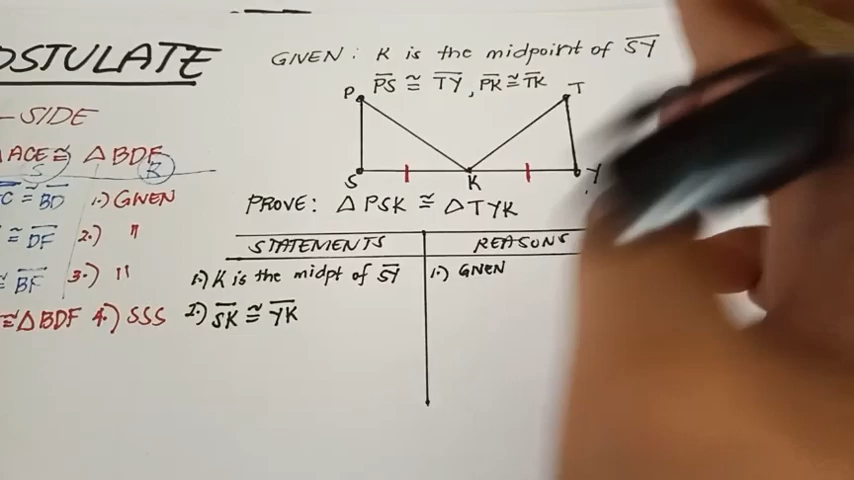 OSTULATE
-SIDE
ACE ≅ △BDF
S
R
C ≅ BD 1.) GIVEN
≅ DF 2.) "
≅ BF 3.) "
≅ △BDF 4.) SSS
GIVEN: K is the midpoint of SY
PS ≅ TY, PK ≅ TK
P T
S K Y
PROVE: △PSK ≅ △TYK
STATEMENTS REASONS
1.) K is the midpt of SY 1.) GIVEN
2.) SK ≅ YK